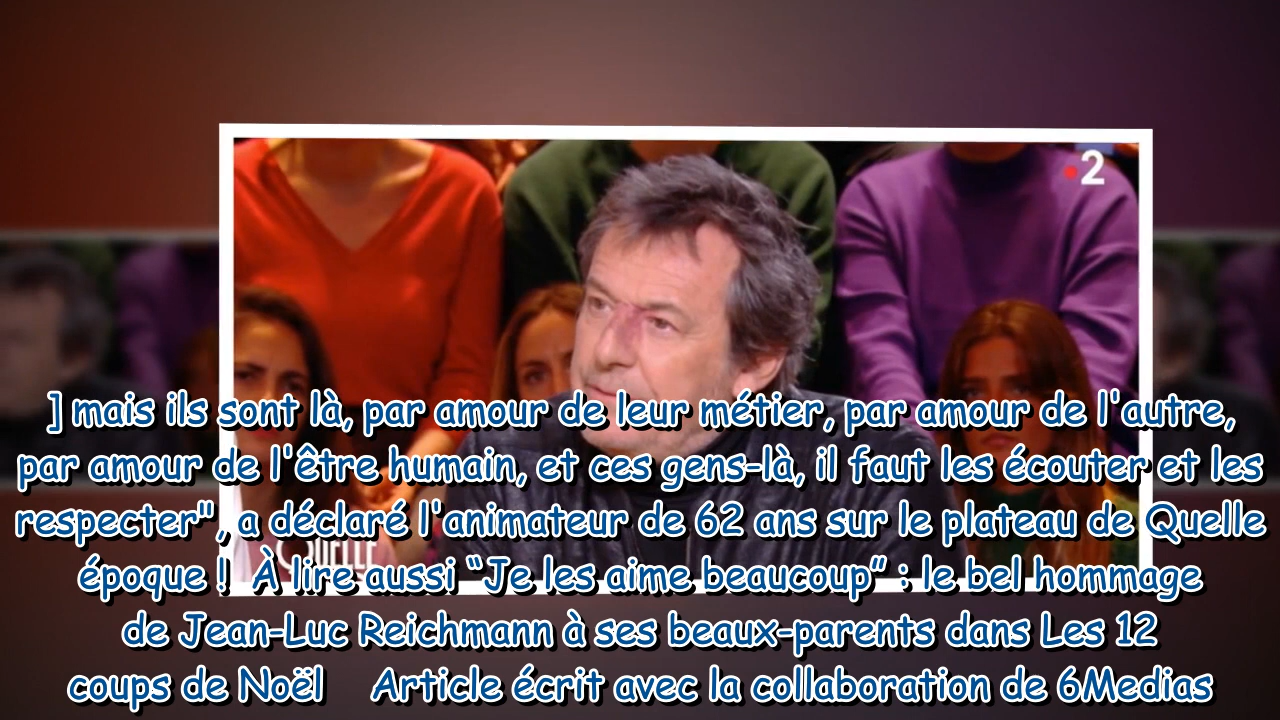 2
] mais ils sont là, par amour de leur métier, par amour de l'autre,
par amour de l'être humain, et ces gens-là, il faut les écouter et les
respecter", a déclaré l'animateur de 62 ans sur le plateau de Quelle
QUELLE
époque !  À lire aussi “Je les aime beaucoup” : le bel hommage
de Jean-Luc Reichmann à ses beaux-parents dans Les 12
coups de Noël    Article écrit avec la collaboration de 6Medias